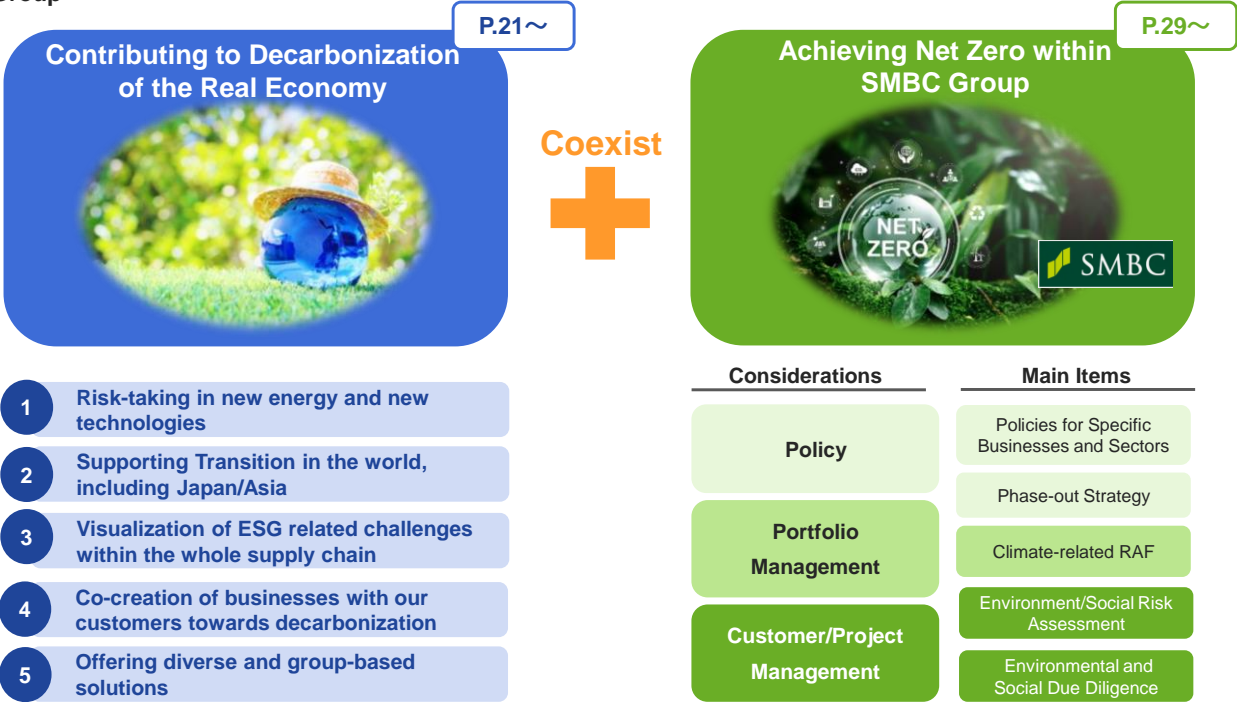 Group
P.21～
Contributing to Decarbonization
of the Real Economy
Coexist
P.29～
Achieving Net Zero within
SMBC Group
NET
ZERO
SMBC
1
Risk-taking in new energy and new
technologies
2
Supporting Transition in the world,
including Japan/Asia
3
Visualization of ESG related challenges
within the whole supply chain
4
Co-creation of businesses with our
customers towards decarbonization
5
Offering diverse and group-based
solutions
Considerations
Main Items
Policy
Policies for Specific
Businesses and Sectors
Phase-out Strategy
Portfolio
Management
Climate-related RAF
Customer/Project
Management
Environment/Social Risk
Assessment
Environmental and
Social Due Diligence